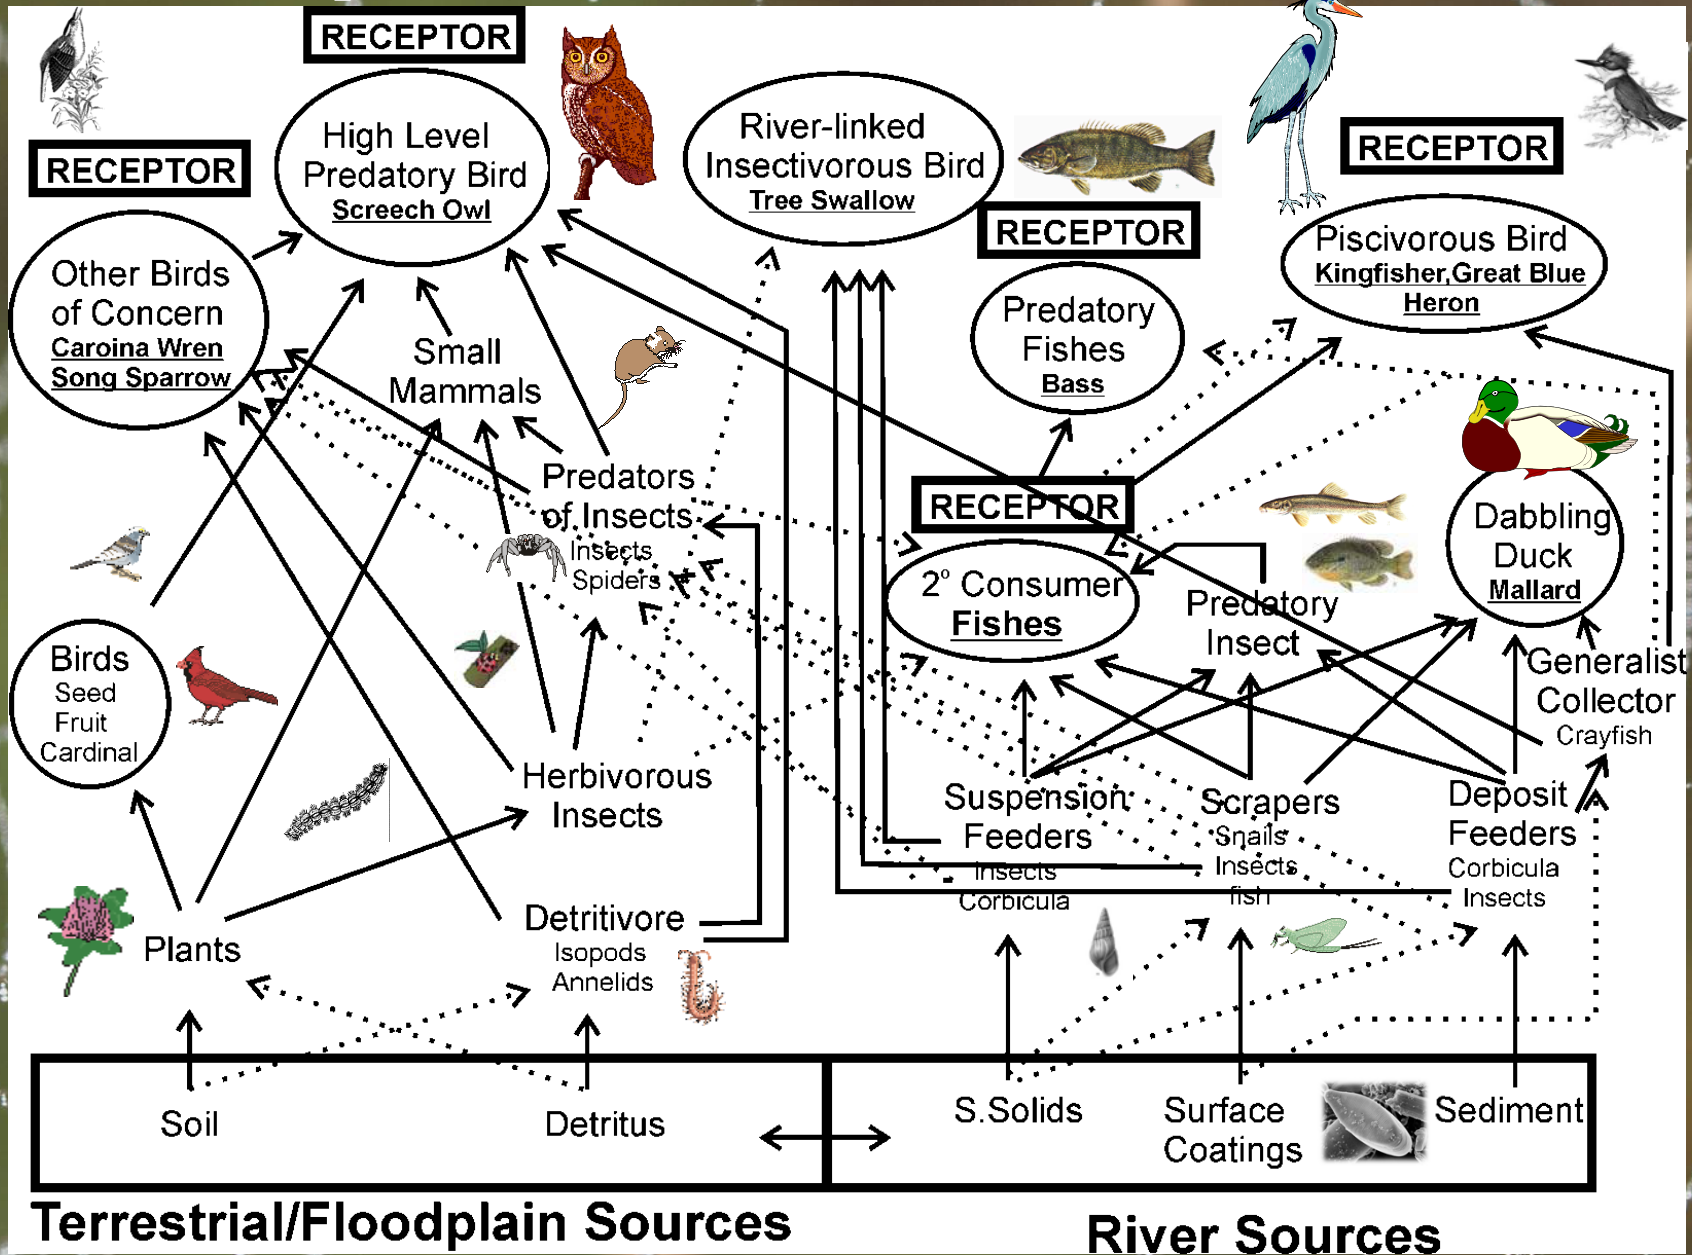 RECEPTOR
High Level
Predatory Bird
Screech Owl
River-linked
Insectivorous Bird
Tree Swallow
RECEPTOR
RECEPTOR
Other Birds
of Concern
Caroina Wren
Song Sparrow
RECEPTOR
Predatory
Fishes
Bass
Piscivorous Bird
Kingfisher,Great Blue
Heron
Small
Mammals
Predators
of Insects
Insects
Spiders
RECEPTOR
2° Consumer
Fishes
Predatory
Insect
Dabbling
Duck
Mallard
Birds
Seed
Fruit
Cardinal
Generalist
Collector
Crayfish
Herbivorous
Insects
Suspension
Feeders
Insects
Corbicula
Scrapers
Snails
Insects
fish
Deposit
Feeders
Corbicula
Insects
Plants
Detritivore
Isopods
Annelids
Soil
Detritus
S.Solids
Surface
Coatings
Sediment
Terrestrial/Floodplain Sources
River Sources